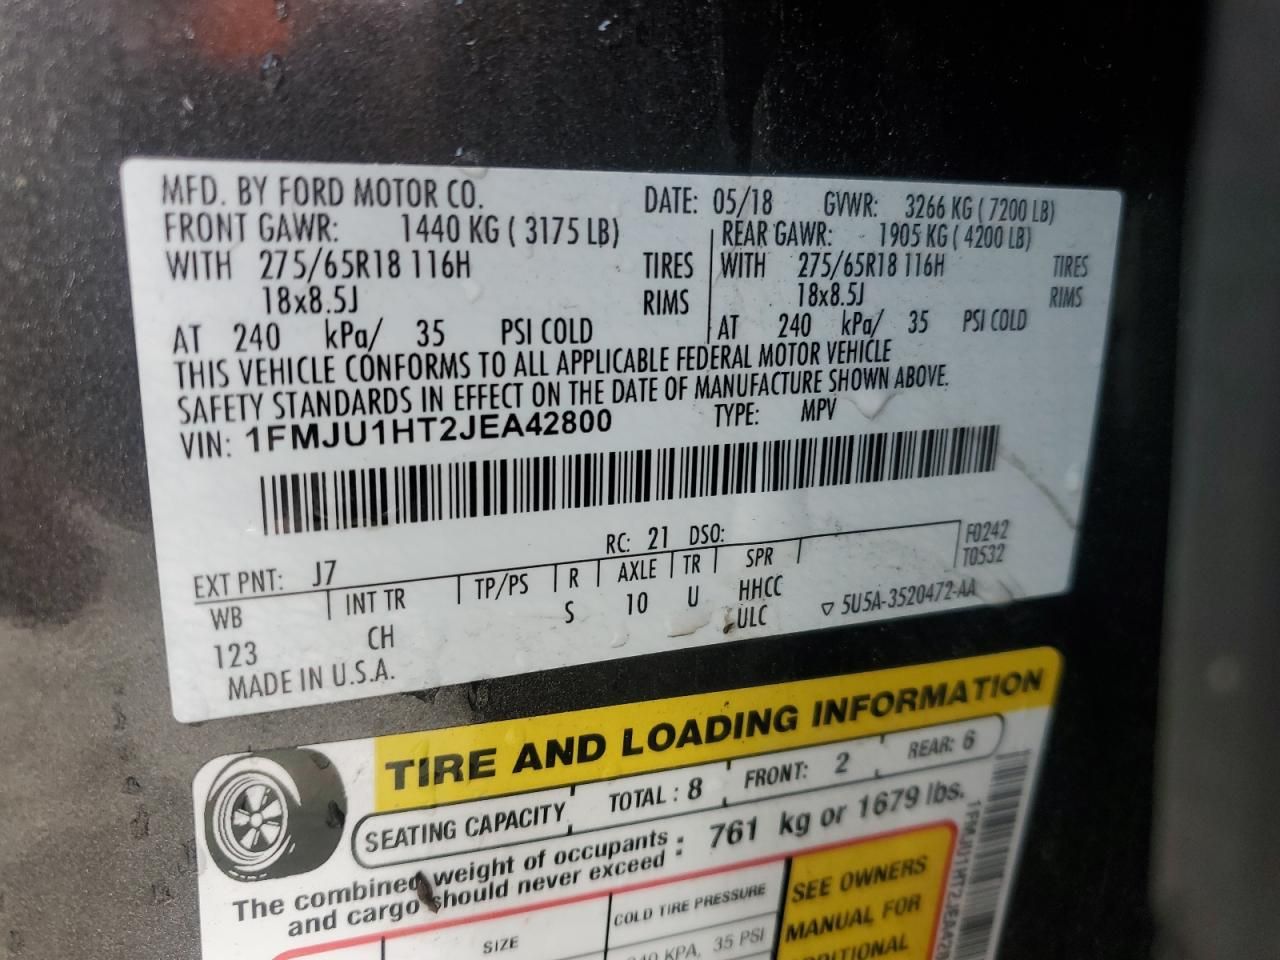 MFD. BY FORD MOTOR CO. DATE: 05/18 GVWR: 3266 KG ( 7200 LB)
FRONT GAWR: 1440 KG ( 3175 LB) REAR GAWR: 1905 KG ( 4200 LB)
WITH 275/65R18 116H TIRES WITH 275/65R18 116H TIRES
18x8.5J RIMS 18x8.5J RIMS
AT 240 kPa/ 35 PSI COLD AT 240 kPa/ 35 PSI COLD
THIS VEHICLE CONFORMS TO ALL APPLICABLE FEDERAL MOTOR VEHICLE
SAFETY STANDARDS IN EFFECT ON THE DATE OF MANUFACTURE SHOWN ABOVE.
VIN: 1FMJU1HT2JEA42800 TYPE: MPV
EXT PNT: J7 RC: 21 DSO: F0242
WB INT TR TP/PS R AXLE TR SPR T0532
123 CH S 10 U HHCC ▽ 5U5A-3520472-AA
ULC
MADE IN U.S.A.
TIRE AND LOADING INFORMATION
SEATING CAPACITY TOTAL : 8 FRONT: 2 REAR: 6
The combined weight of occupants : 761 kg or 1679 lbs.
and cargo should never exceed
SIZE COLD TIRE PRESSURE SEE OWNERS
MANUAL FOR
35 PSI